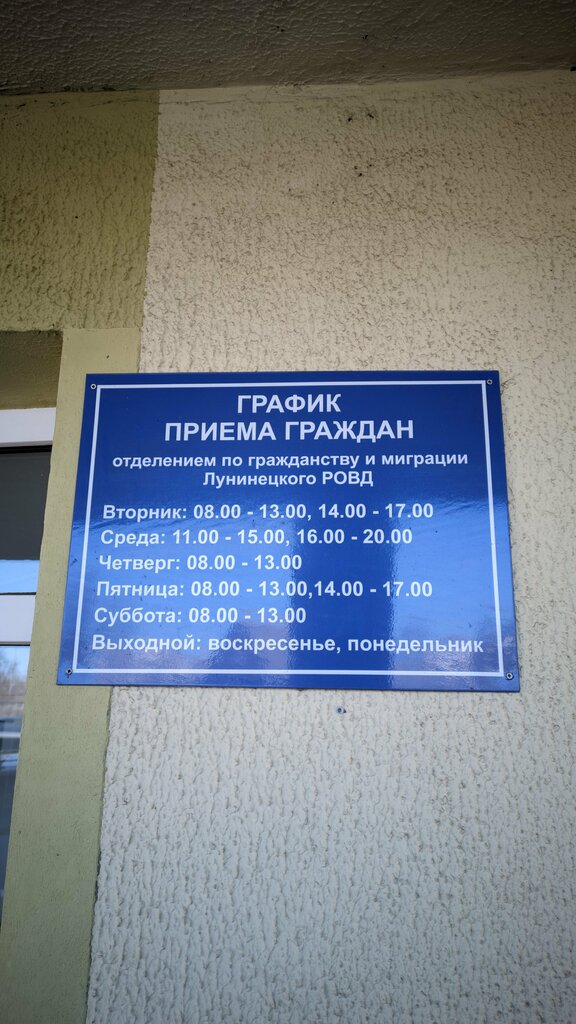 ГРАФИК
ПРИЕМА ГРАЖДАН
отделением по гражданству и миграции
Лунинецкого РОВД
Вторник: 08.00 - 13.00, 14.00 - 17.00
Среда: 11.00 - 15.00, 16.00 - 20.00
Четверг: 08.00 - 13.00
Пятница: 08.00 - 13.00,14.00 - 17.00
Суббота: 08.00 - 13.00
Выходной: воскресенье, понедельник